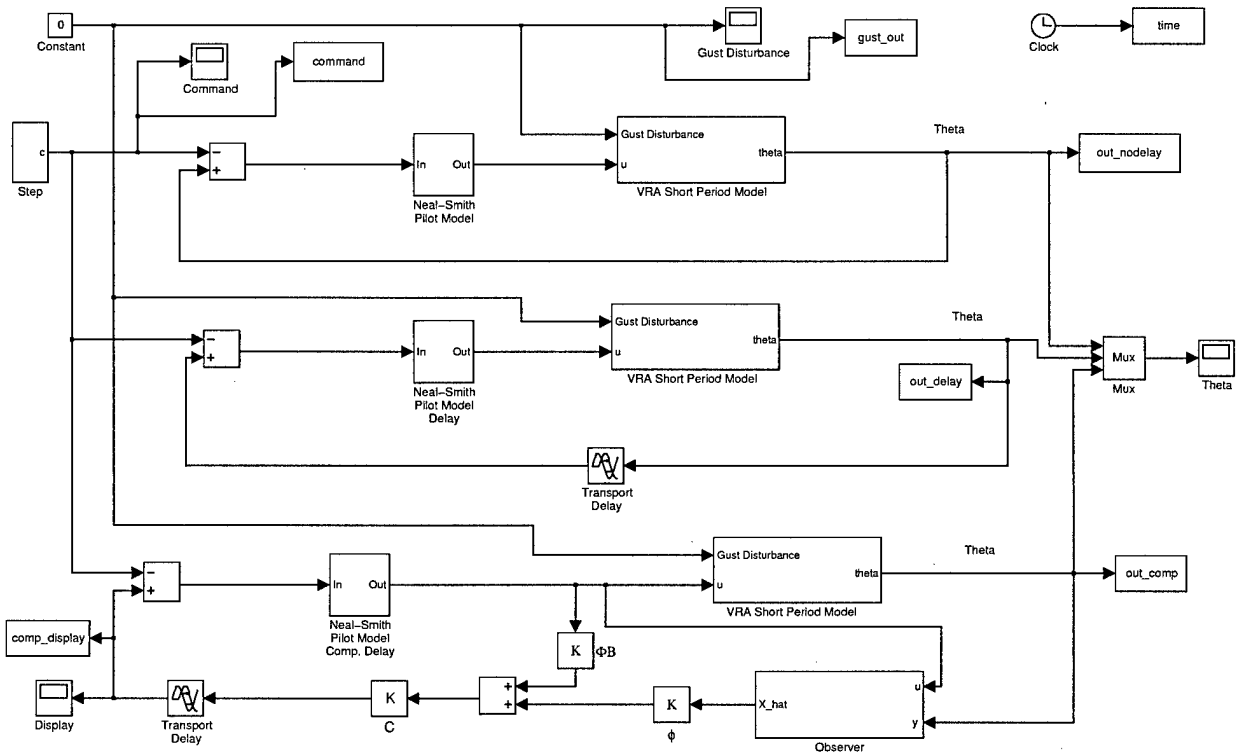 0
Constant
Gust Disturbance
gust_out
Clock
time
Command
command
c
Step
−
+
In Out
Neal−Smith
Pilot Model
Gust Disturbance
u
theta
VRA Short Period Model
Theta
out_nodelay
−
+
In Out
Neal−Smith
Pilot Model
Delay
Gust Disturbance
u
theta
VRA Short Period Model
Theta
out_delay
Mux
Mux
Theta
Transport
Delay
−
+
In Out
Neal−Smith
Pilot Model
Comp. Delay
Gust Disturbance
u
theta
VRA Short Period Model
Theta
out_comp
comp_display
K ΦB
Display
Transport
Delay
K
C
+
+
K
ϕ
X_hat
u
y
Observer